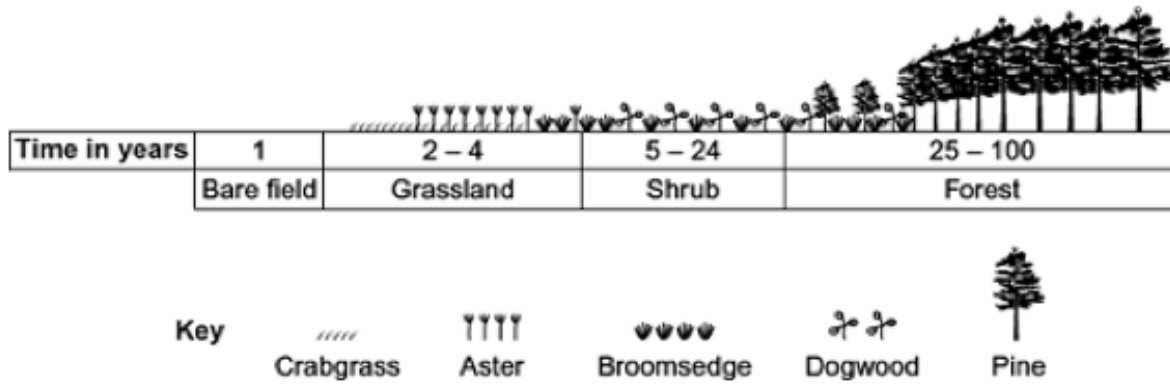 Time in years 1 2 – 4 5 – 24 25 – 100
Bare field Grassland Shrub Forest
Key
Crabgrass Aster Broomsedge Dogwood Pine